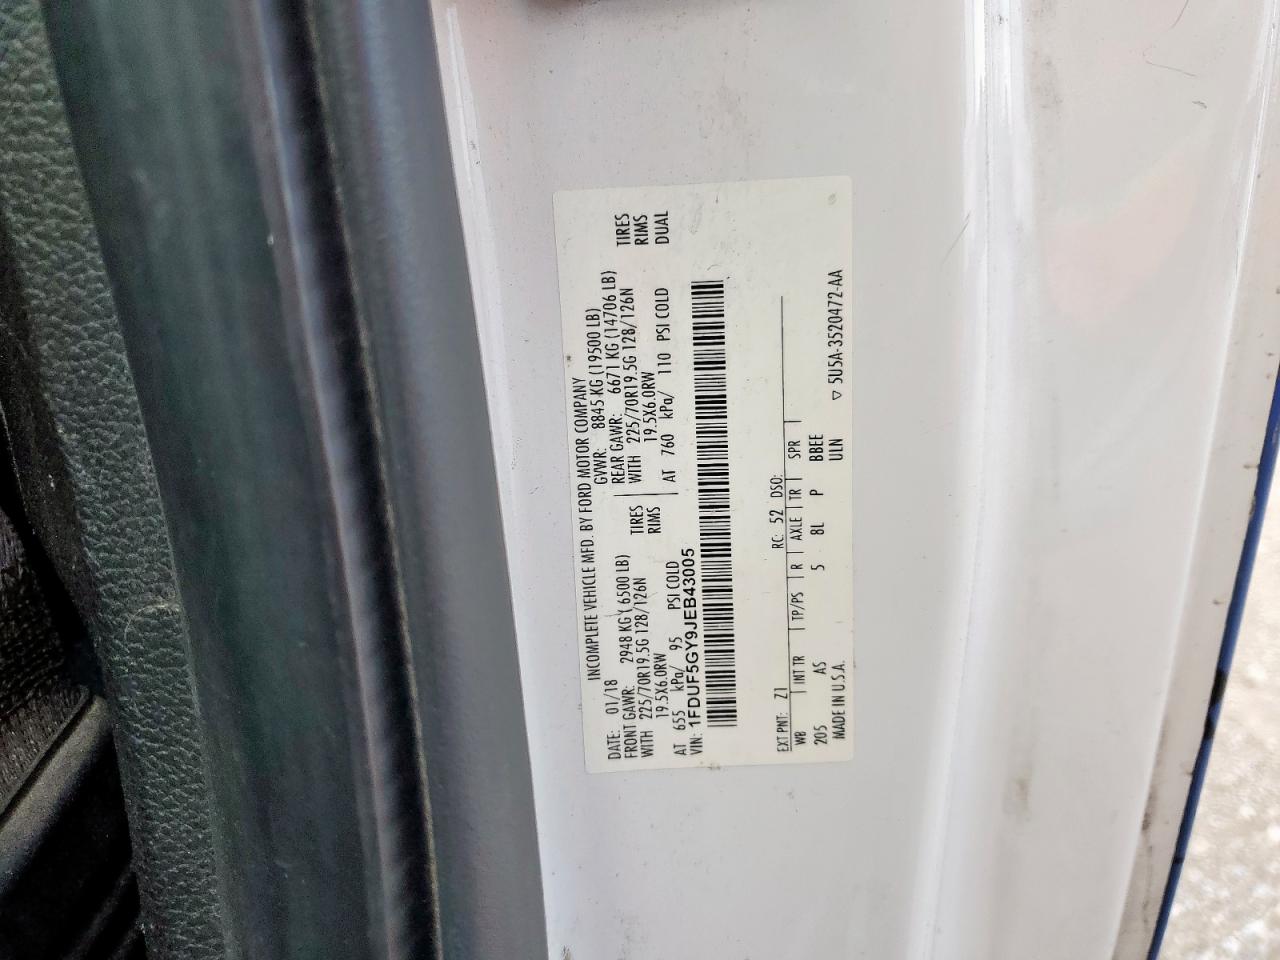 INCOMPLETE VEHICLE MFD. BY FORD MOTOR COMPANY
DATE: 01/18 GVWR: 8845 KG (19500 LB)
FRONT GAWR: 2948 KG ( 6500 LB) REAR GAWR: 6671 KG (14706 LB)
WITH 225/70R19.5G 128/126N TIRES WITH 225/70R19.5G 128/126N TIRES
19.5X6.0RW RIMS 19.5X6.0RW RIMS
AT 655 kPa/ 95 PSI COLD AT 760 kPa/ 110 PSI COLD DUAL
VIN: 1FDUF5GY9JEB43005
EXT PNT: Z1 RC: 52 DSO:
WB INT TR TP/PS R AXLE TR SPR
205 AS 5 8L P BBEE
MADE IN U.S.A. ULN ▽ 5U5A-3520472-AA